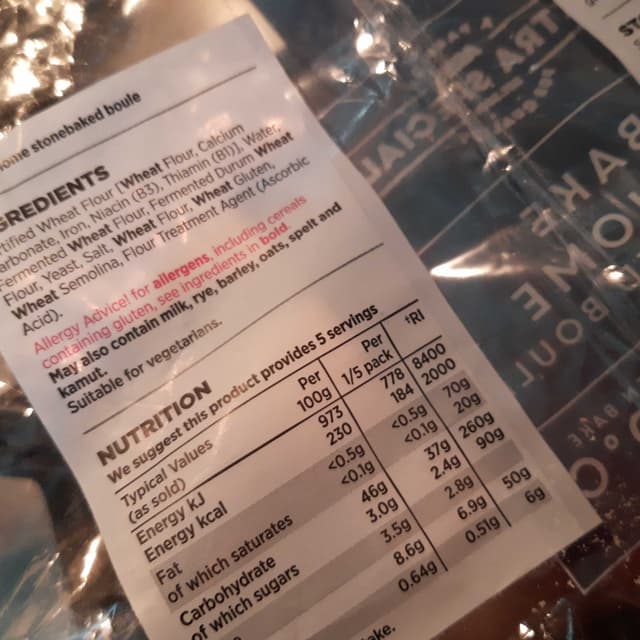 stonebaked boule
REDIENTS
Wheat Flour [Wheat Flour, Calcium
Iron, Niacin (B3), Thiamin (B1)], Water,
Fermented Wheat Flour, Fermented Durum Wheat
Flour, Yeast, Salt, Wheat Flour, Wheat Gluten,
Wheat Semolina, Flour Treatment Agent (Ascorbic
Acid).
Allergy Advice! for allergens, including cereals
containing gluten, see ingredients in bold.
May also contain milk, rye, barley, oats, spelt and
kamut.
Suitable for vegetarians.
NUTRITION
We suggest this product provides 5 servings
Typical Values Per Per *RI
(as sold) 100g 1/5 pack
Energy KJ 973 778 8400
Energy kcal 230 184 2000
Fat <0.5g <0.5g 70g
of which saturates <0.1g <0.1g 20g
Carbohydrate 46g 37g 260g
of which sugars 3.0g 2.4g 90g
3.5g 2.8g
8.6g 6.9g 50g
0.64g 0.51g 6g
BAKE
HOME
BOUL